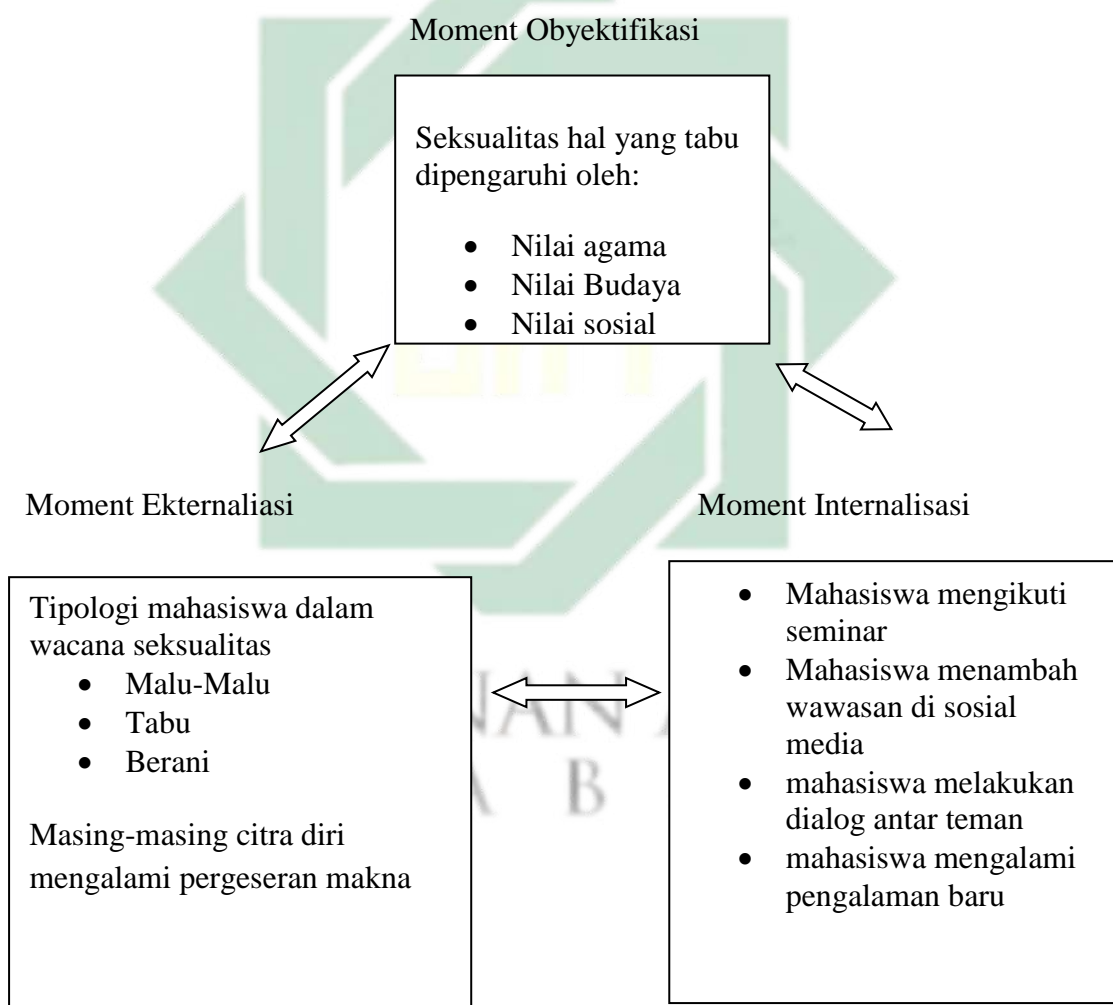 Moment Obyektifikasi
Seksualitas hal yang tabu
dipengaruhi oleh:
• Nilai agama
• Nilai Budaya
• Nilai sosial
Moment Ekternaliasi
Tipologi mahasiswa dalam
wacana seksualitas
• Malu-Malu
• Tabu
• Berani
Masing-masing citra diri
mengalami pergeseran makna
Moment Internalisasi
• Mahasiswa mengikuti
seminar
• Mahasiswa menambah
wawasan di sosial
media
• mahasiswa melakukan
dialog antar teman
• mahasiswa mengalami
pengalaman baru